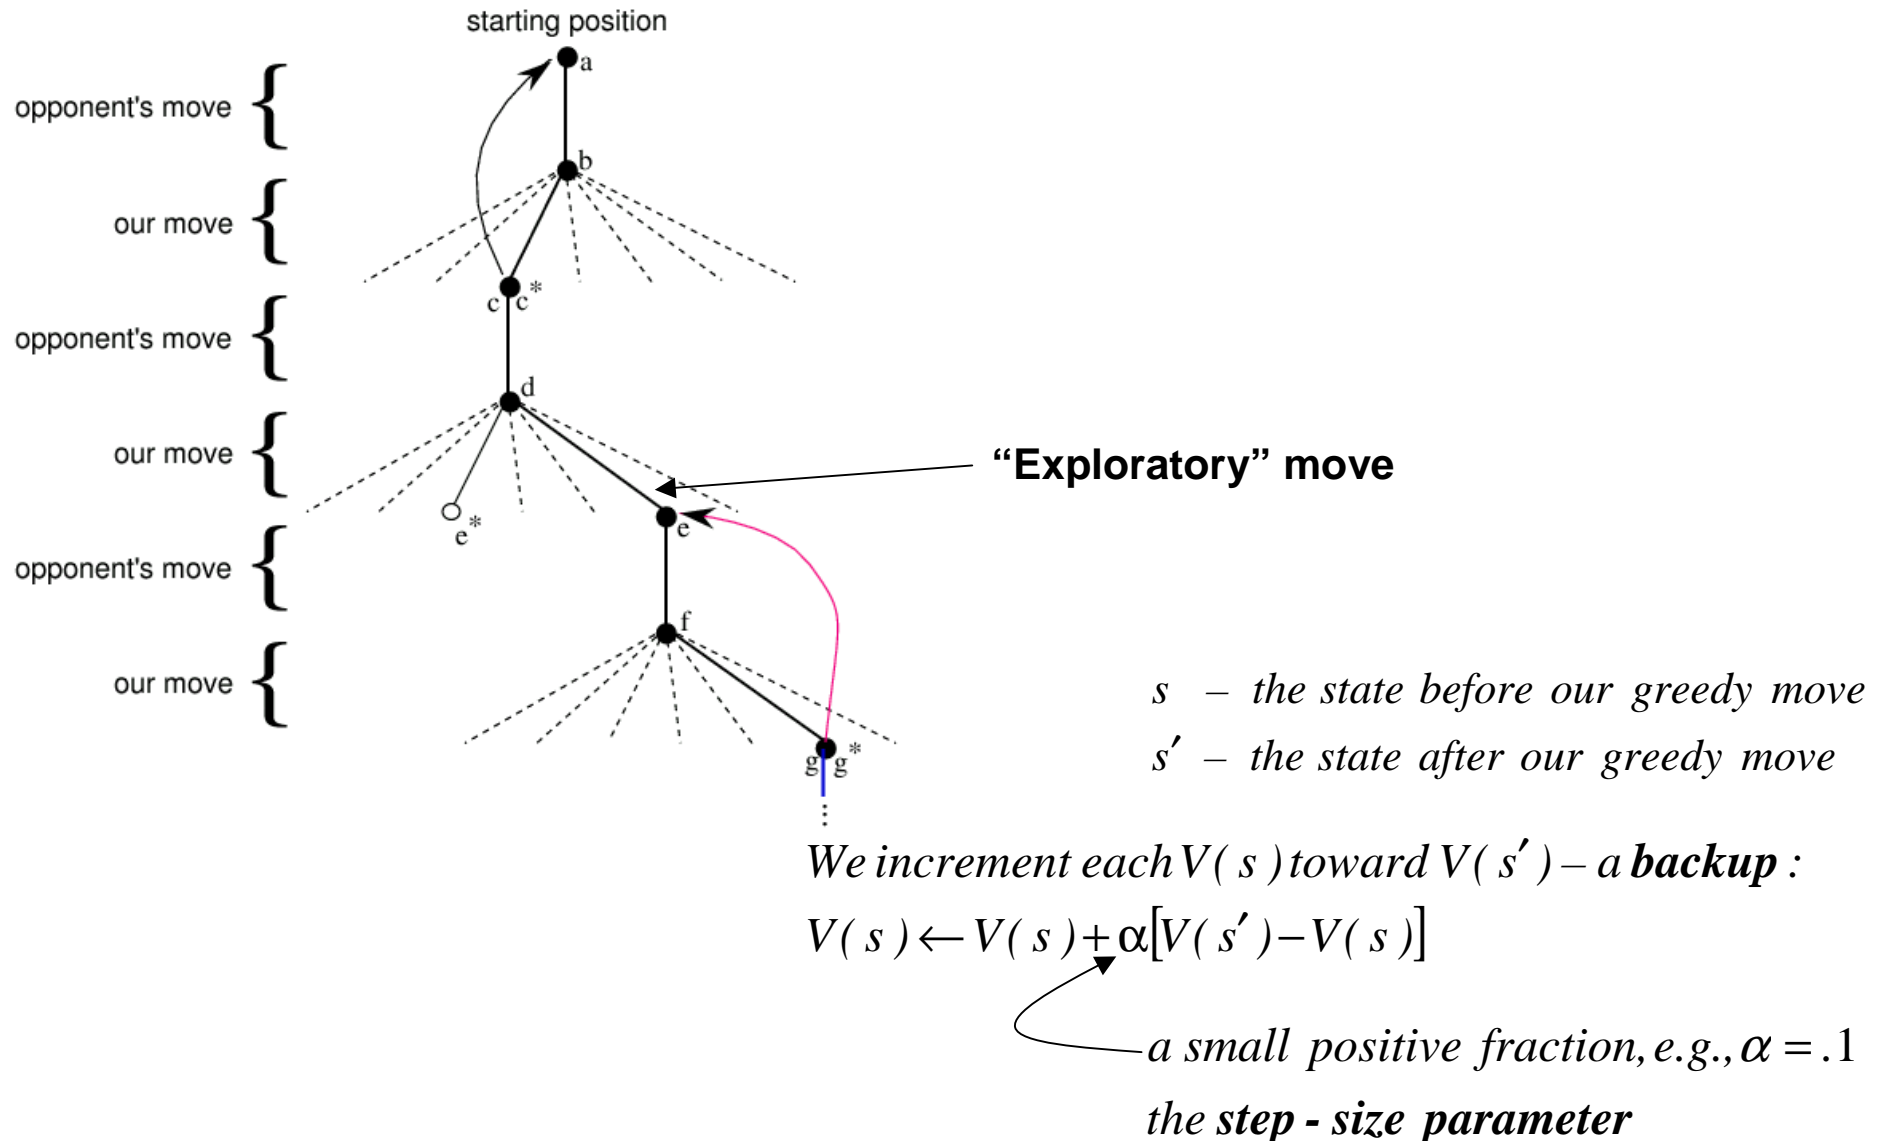 starting position
a
opponent's move {
b
our move {
c c*
opponent's move {
d
our move {
“Exploratory” move
e*
e
opponent's move {
f
our move {
s – the state before our greedy move
g g*
s′ – the state after our greedy move
⋮
We increment each V( s ) toward V( s′ ) – a backup :
V( s ) ← V( s ) + α[V( s′ ) – V( s )]
a small positive fraction, e.g., α = .1
the step - size parameter